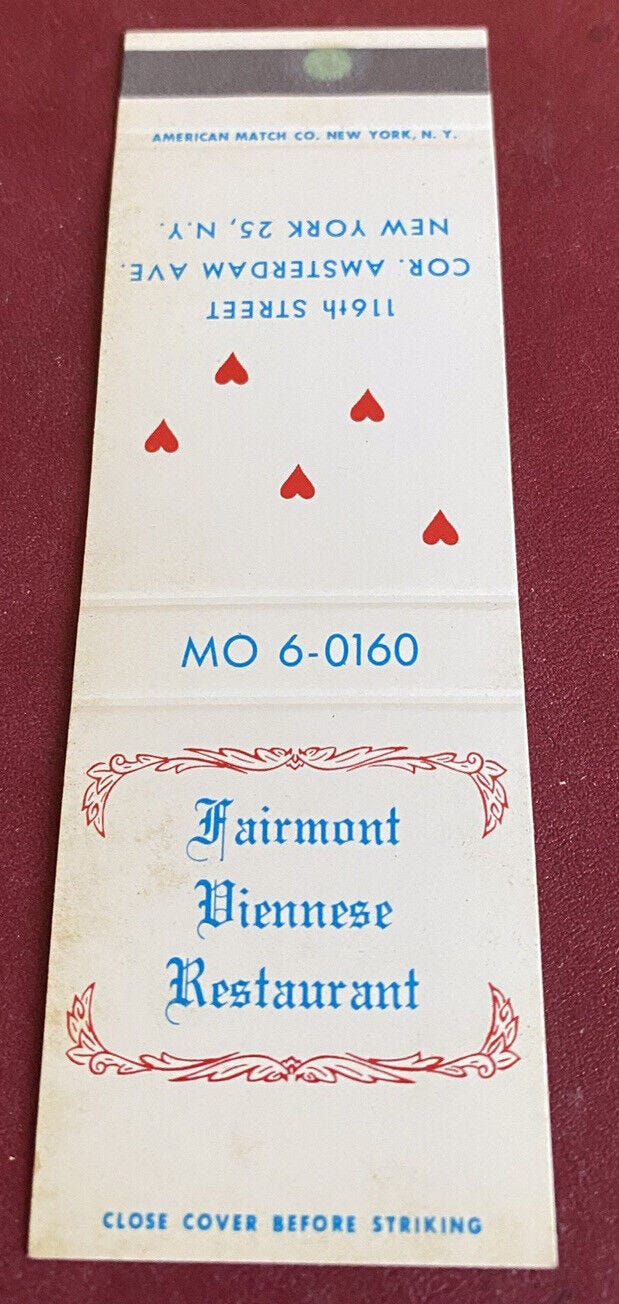 AMERICAN MATCH CO. NEW YORK, N. Y.
116th STREET
COR. AMSTERDAM AVE.
NEW YORK 25, N.Y.
MO 6-0160
Fairmont
Viennese
Restaurant
CLOSE COVER BEFORE STRIKING